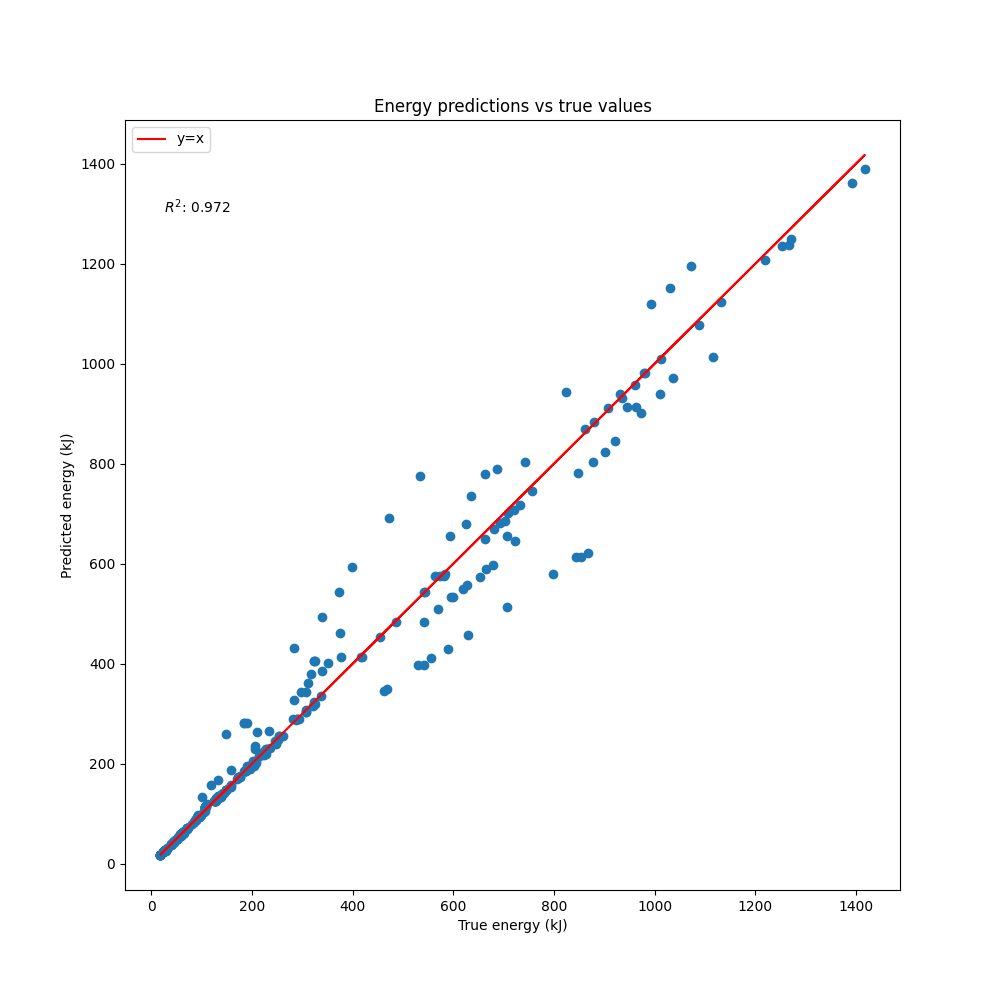 Energy predictions vs true values
y=x
R²: 0.972
Predicted energy (kJ)
1400
1200
1000
800
600
400
200
0
0 200 400 600 800 1000 1200 1400
True energy (kJ)